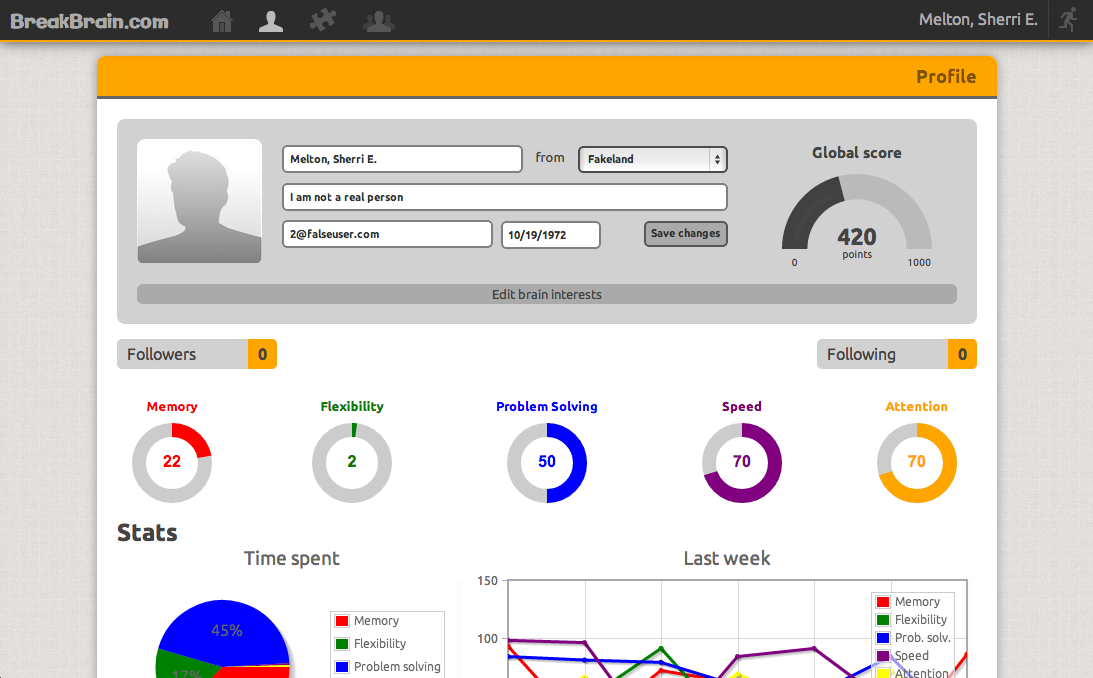 BreakBrain.com
Melton, Sherri E.
Profile
Melton, Sherri E.
from
Fakeland
I am not a real person
2@falseuser.com
10/19/1972
Save changes
Global score
420
points
0
1000
Edit brain interests
Followers 0
Following 0
Memory
Flexibility
Problem Solving
Speed
Attention
22
2
50
70
70
Stats
Time spent
45%
17%
Memory
Flexibility
Problem solving
Last week
150
100
Memory
Flexibility
Prob. solv.
Speed
Attention